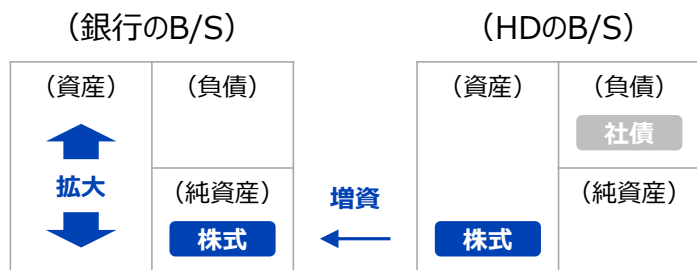 （銀行のB/S）
（資産）
（負債）
拡大
（純資産）
株式
増資
（HDのB/S）
（資産）
（負債）
社債
（純資産）
株式